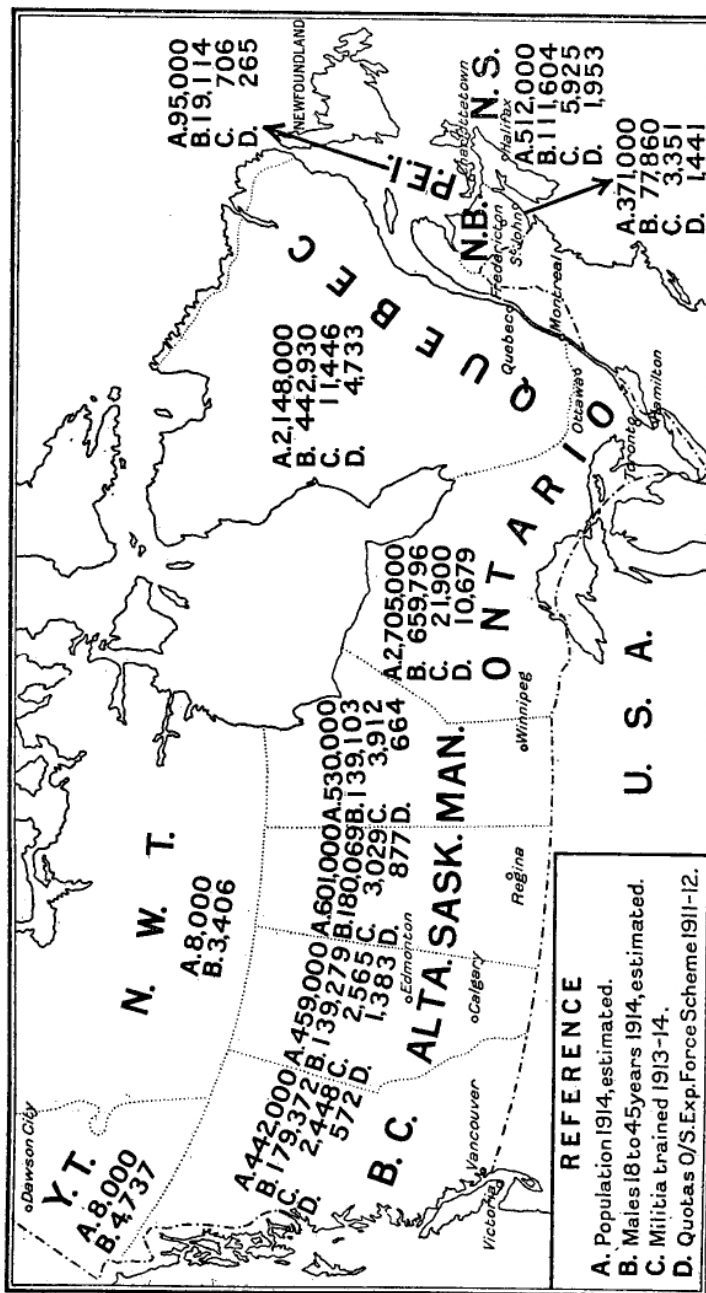 Dawson City
Y. T.
A. 8,000
B. 4,737
N. W. T.
A. 8,000
B. 3,406
A. 442,000
B. 179,372
C. 2,448
D. 572
B. C.
Vancouver
Victoria
A. 459,000
B. 139,279
C. 2,565
D. 1,383
Edmonton
ALTA.
Calgary
A. 601,000
B. 180,069
C. 3,029
D. 877
SASK.
Regina
A. 530,000
B. 139,103
C. 3,912
D. 664
MAN.
Winnipeg
A. 2,705,000
B. 659,796
C. 21,900
D. 10,679
ONTARIO
Ottawa
Toronto
Hamilton
A. 2,148,000
B. 442,930
C. 11,446
D. 4,733
QUEBEC
Quebec
Montreal
A. 95,000
B. 19,114
C. 706
D. 265
NEWFOUNDLAND
P.E.I.
Charlottetown
N.B.
Fredericton
St John
N. S.
Halifax
A. 512,000
B. 111,604
C. 5,925
D. 1,953
A. 371,000
B. 77,860
C. 3,351
D. 1,441
U. S. A.
REFERENCE
A. Population 1914, estimated.
B. Males 18 to 45 years 1914, estimated.
C. Militia trained 1913-14.
D. Quotas O/S. Exp. Force Scheme 1911-12.